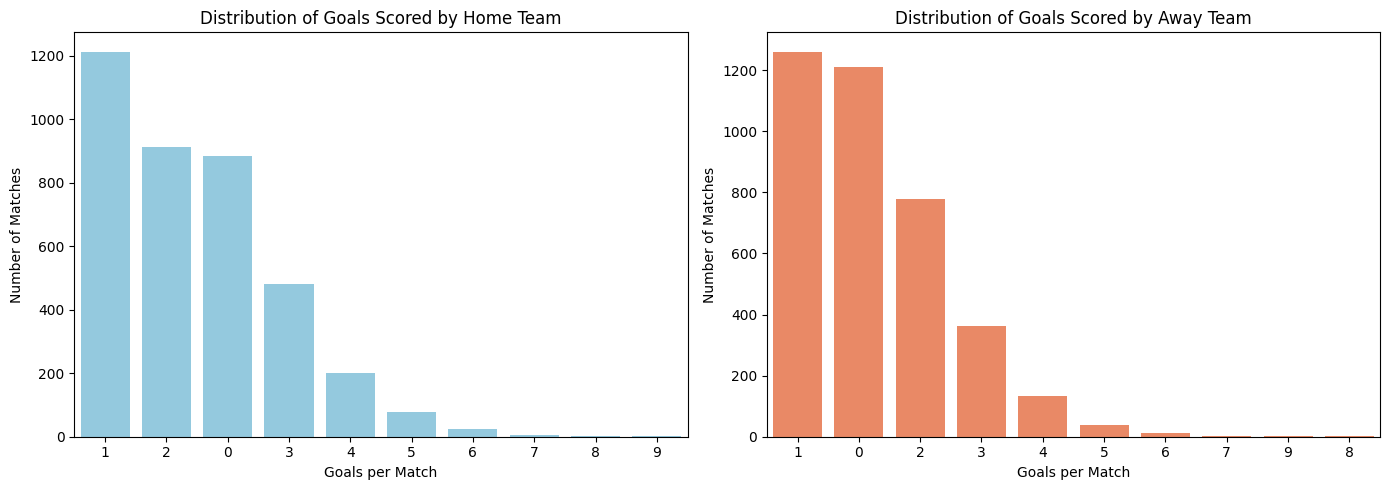 Distribution of Goals Scored by Home Team
Number of Matches
1200
1000
800
600
400
200
0
1 2 0 3 4 5 6 7 8 9
Goals per Match
Distribution of Goals Scored by Away Team
Number of Matches
1200
1000
800
600
400
200
0
1 0 2 3 4 5 6 7 9 8
Goals per Match